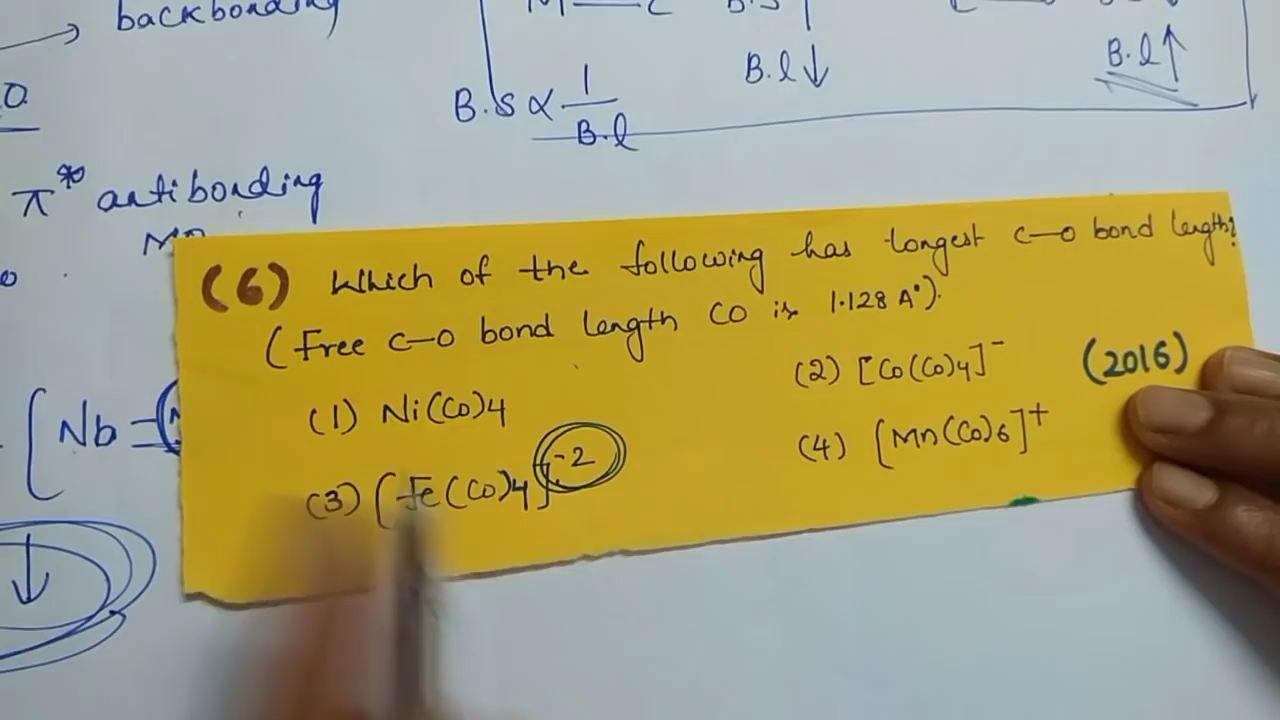 backbonding
B.l↓
B.l↑
B.s ∝ 1/B.l
π* antibonding
(6) Which of the following has longest C—O bond length?
(Free C—O bond length CO is 1.128 A°).
(1) Ni(CO)4 (2) [Co(CO)4]⁻ (2016)
(3) [Fe(CO)4]⁻² (4) [Mn(CO)6]⁺
[Nb
↓